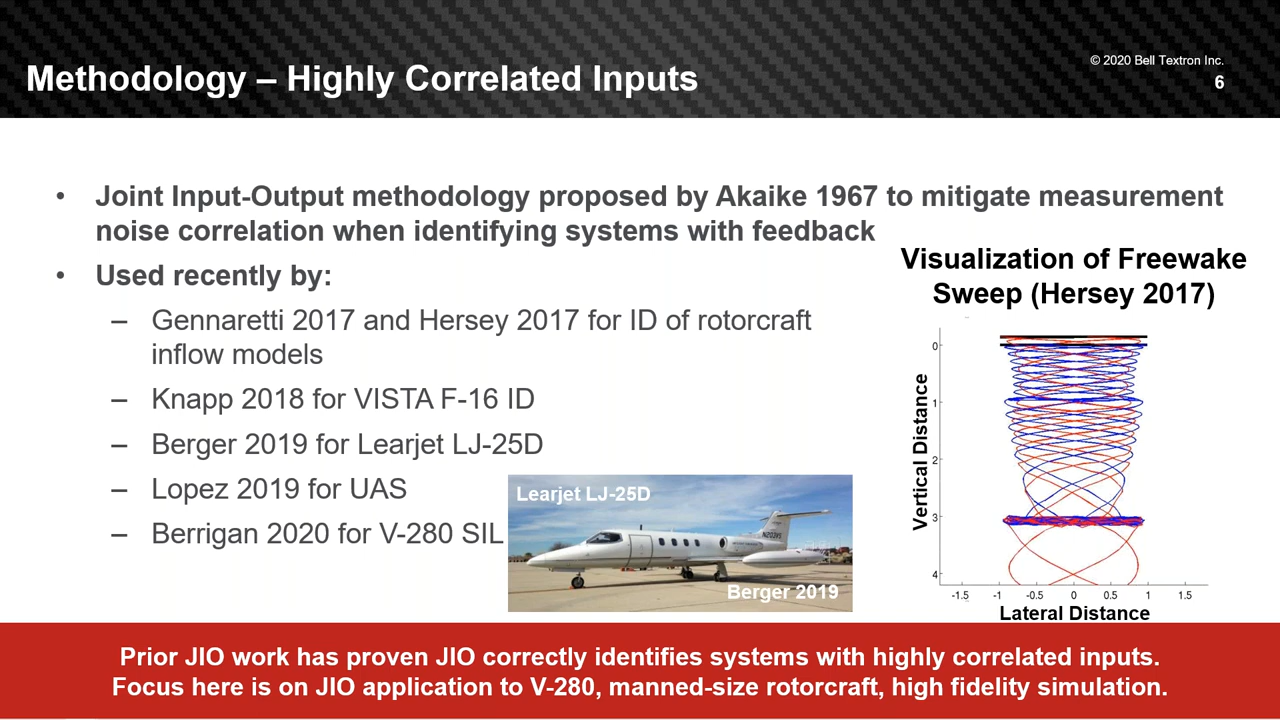 Methodology – Highly Correlated Inputs
© 2020 Bell Textron Inc.
6
• Joint Input-Output methodology proposed by Akaike 1967 to mitigate measurement
noise correlation when identifying systems with feedback
• Used recently by:
– Gennaretti 2017 and Hersey 2017 for ID of rotorcraft
inflow models
– Knapp 2018 for VISTA F-16 ID
– Berger 2019 for Learjet LJ-25D
– Lopez 2019 for UAS
– Berrigan 2020 for V-280 SIL
Learjet LJ-25D
Berger 2019
Visualization of Freewake
Sweep (Hersey 2017)
Vertical Distance
0
1
2
3
4
-1.5 -1 -0.5 0 0.5 1 1.5
Lateral Distance
Prior JIO work has proven JIO correctly identifies systems with highly correlated inputs.
Focus here is on JIO application to V-280, manned-size rotorcraft, high fidelity simulation.